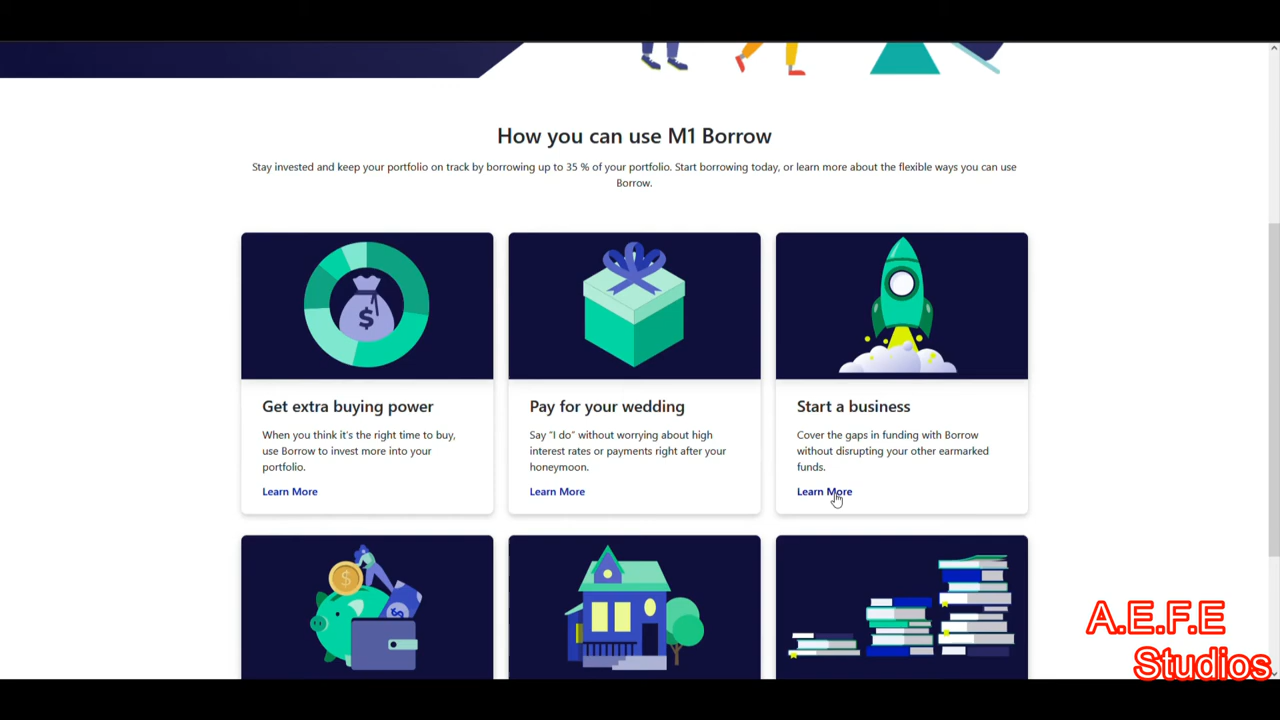 How you can use M1 Borrow
Stay invested and keep your portfolio on track by borrowing up to 35 % of your portfolio. Start borrowing today, or learn more about the flexible ways you can use
Borrow.
$
Get extra buying power
When you think it's the right time to buy,
use Borrow to invest more into your
portfolio.
Learn More
Pay for your wedding
Say "I do" without worrying about high
interest rates or payments right after your
honeymoon.
Learn More
Start a business
Cover the gaps in funding with Borrow
without disrupting your other earmarked
funds.
Learn More
$
$
A.E.F.E
Studios